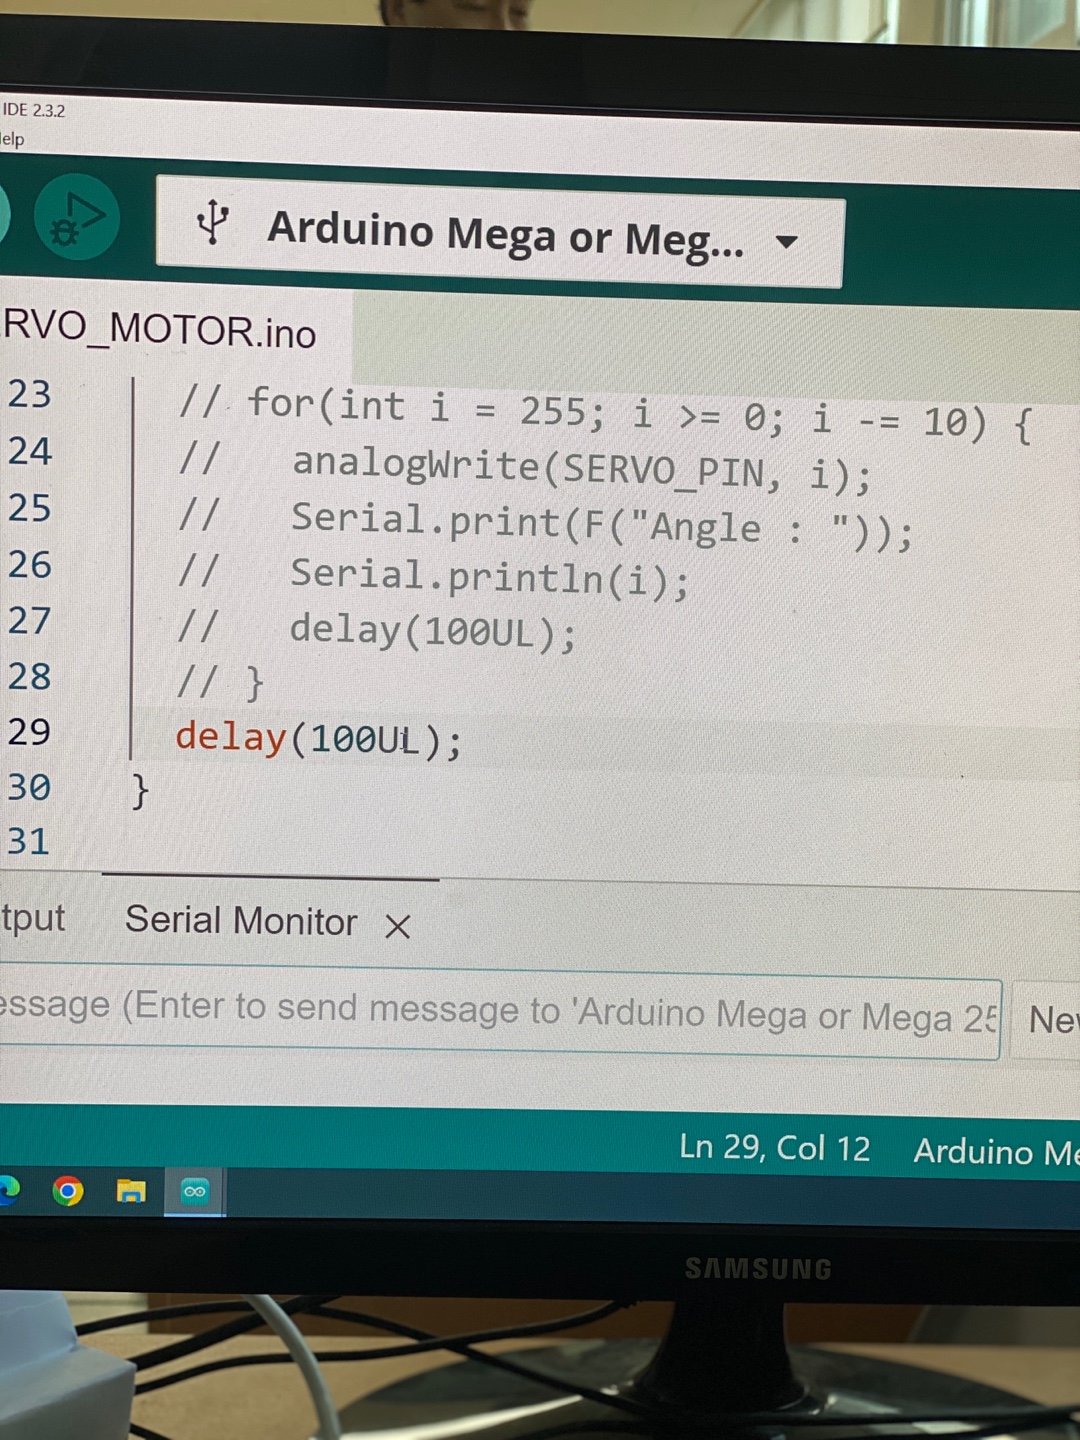 IDE 2.3.2
elp
Arduino Mega or Meg...
RVO_MOTOR.ino
23 // for(int i = 255; i >= 0; i -= 10) {
24 // analogWrite(SERVO_PIN, i);
25 // Serial.print(F("Angle : "));
26 // Serial.println(i);
27 // delay(100UL);
28 // }
29 delay(100UL);
30 }
31
tput Serial Monitor
essage (Enter to send message to 'Arduino Mega or Mega 25 Nev
Ln 29, Col 12 Arduino Me
SAMSUNG